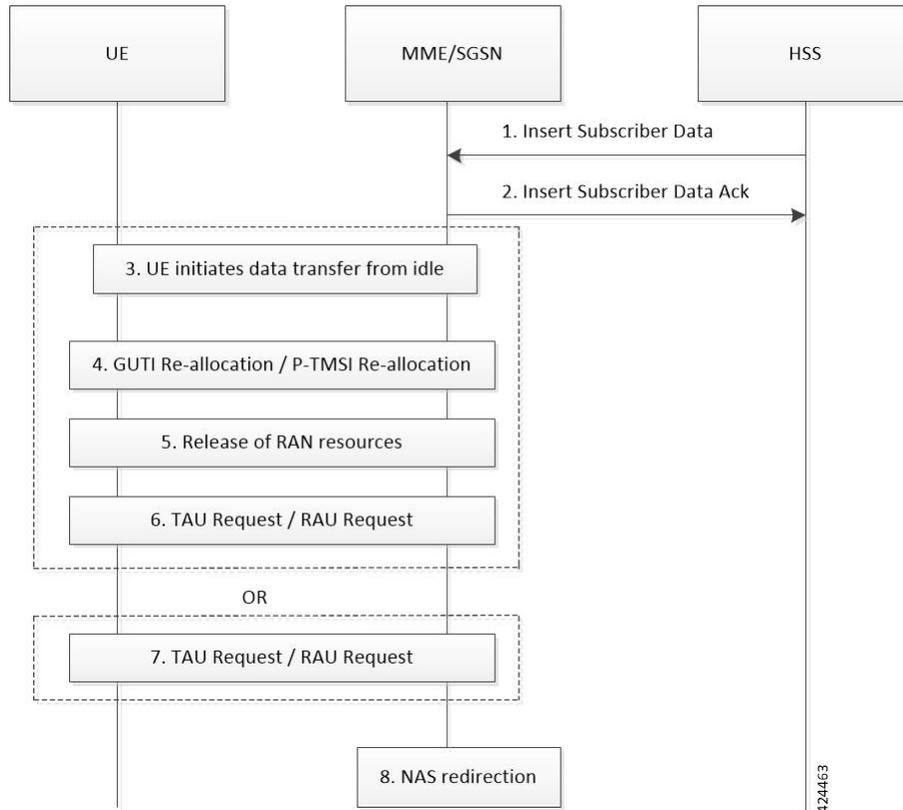 UE
MME/SGSN
HSS
1. Insert Subscriber Data
2. Insert Subscriber Data Ack
3. UE initiates data transfer from idle
4. GUTI Re-allocation / P-TMSI Re-allocation
5. Release of RAN resources
6. TAU Request / RAU Request
OR
7. TAU Request / RAU Request
8. NAS redirection
424463